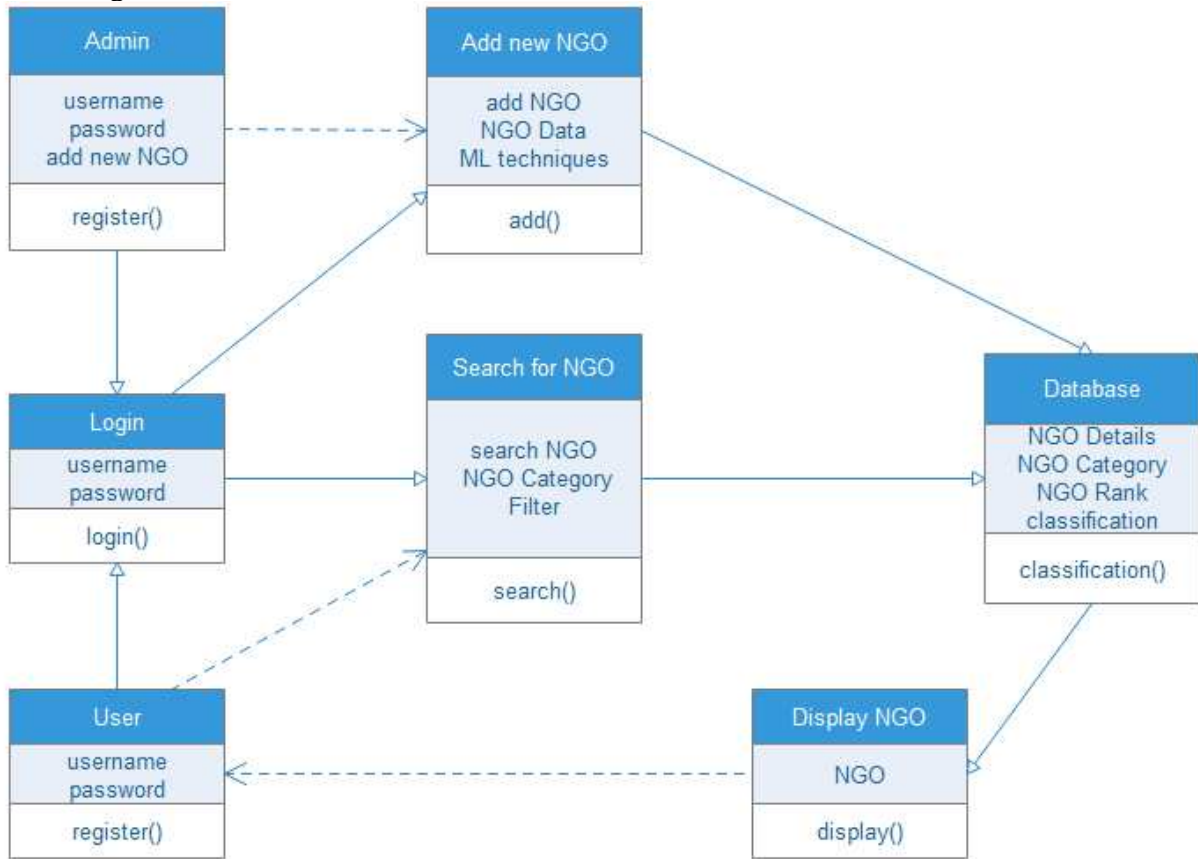 Admin
username
password
add new NGO
register()
Add new NGO
add NGO
NGO Data
ML techniques
add()
Login
username
password
login()
Search for NGO
search NGO
NGO Category
Filter
search()
Database
NGO Details
NGO Category
NGO Rank
classification
classification()
User
username
password
register()
Display NGO
NGO
display()